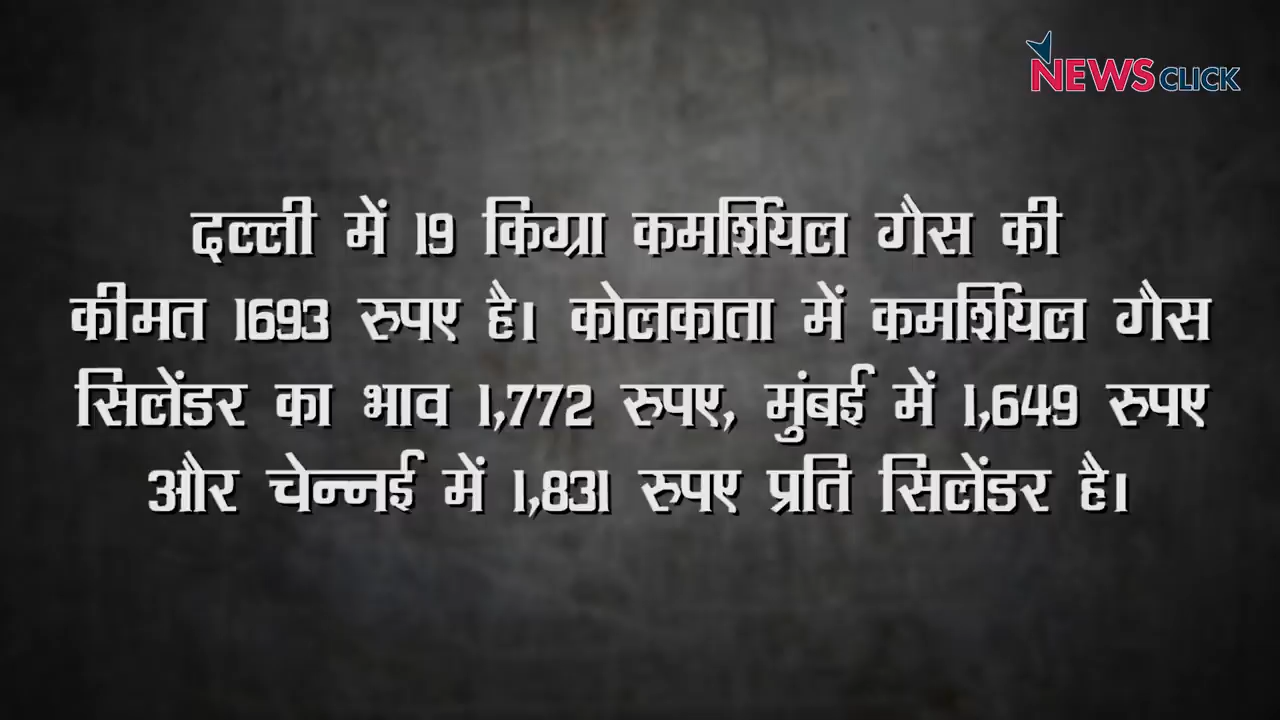 NEWSCLICK
दल्ली में 19 किग्रा कमर्शियल गैस की
कीमत 1693 रुपए है। कोलकाता में कमर्शियल गैस
सिलेंडर का भाव 1,772 रुपए, मुंबई में 1,649 रुपए
और चेन्नई में 1,831 रुपए प्रति सिलेंडर है।